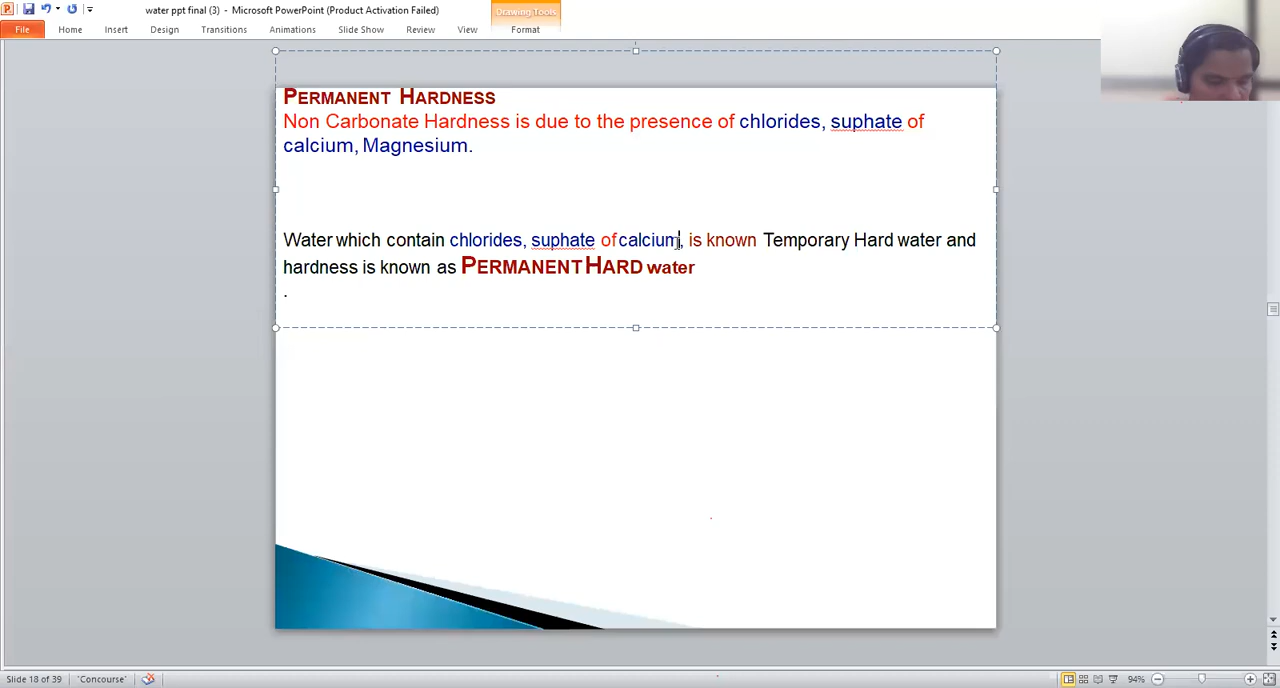 water ppt final (3) - Microsoft PowerPoint (Product Activation Failed)
Drawing Tools
File Home Insert Design Transitions Animations Slide Show Review View Format
PERMANENT HARDNESS
Non Carbonate Hardness is due to the presence of chlorides, suphate of
calcium, Magnesium.
Water which contain chlorides, suphate of calcium, is known Temporary Hard water and
hardness is known as PERMANENT HARD water
.
Slide 18 of 39 'Concourse' 94%